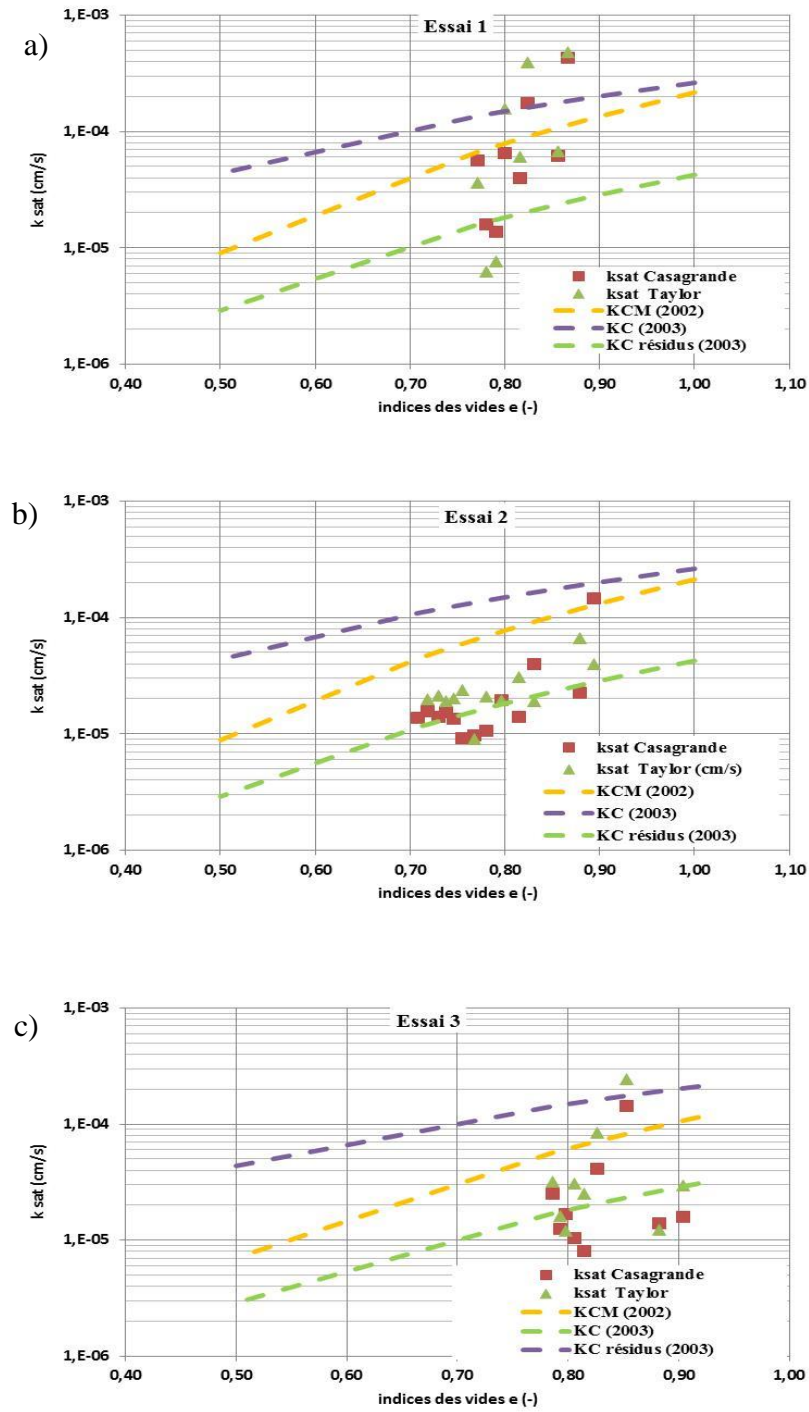 a)
Essai 1
1,E-03
1,E-04
1,E-05
1,E-06
k sat (cm/s)
ksat Casagrande
ksat Taylor
KCM (2002)
KC (2003)
KC résidus (2003)
0,40 0,50 0,60 0,70 0,80 0,90 1,00 1,10
indices des vides e (-)
b)
Essai 2
1,E-03
1,E-04
1,E-05
1,E-06
k sat (cm/s)
ksat Casagrande
ksat Taylor (cm/s)
KCM (2002)
KC (2003)
KC résidus (2003)
0,40 0,50 0,60 0,70 0,80 0,90 1,00 1,10
indices des vides e (-)
c)
Essai 3
1,E-03
1,E-04
1,E-05
1,E-06
k sat (cm/s)
ksat Casagrande
ksat Taylor
KCM (2002)
KC (2003)
KC résidus (2003)
0,40 0,50 0,60 0,70 0,80 0,90 1,00
indices des vides e (-)